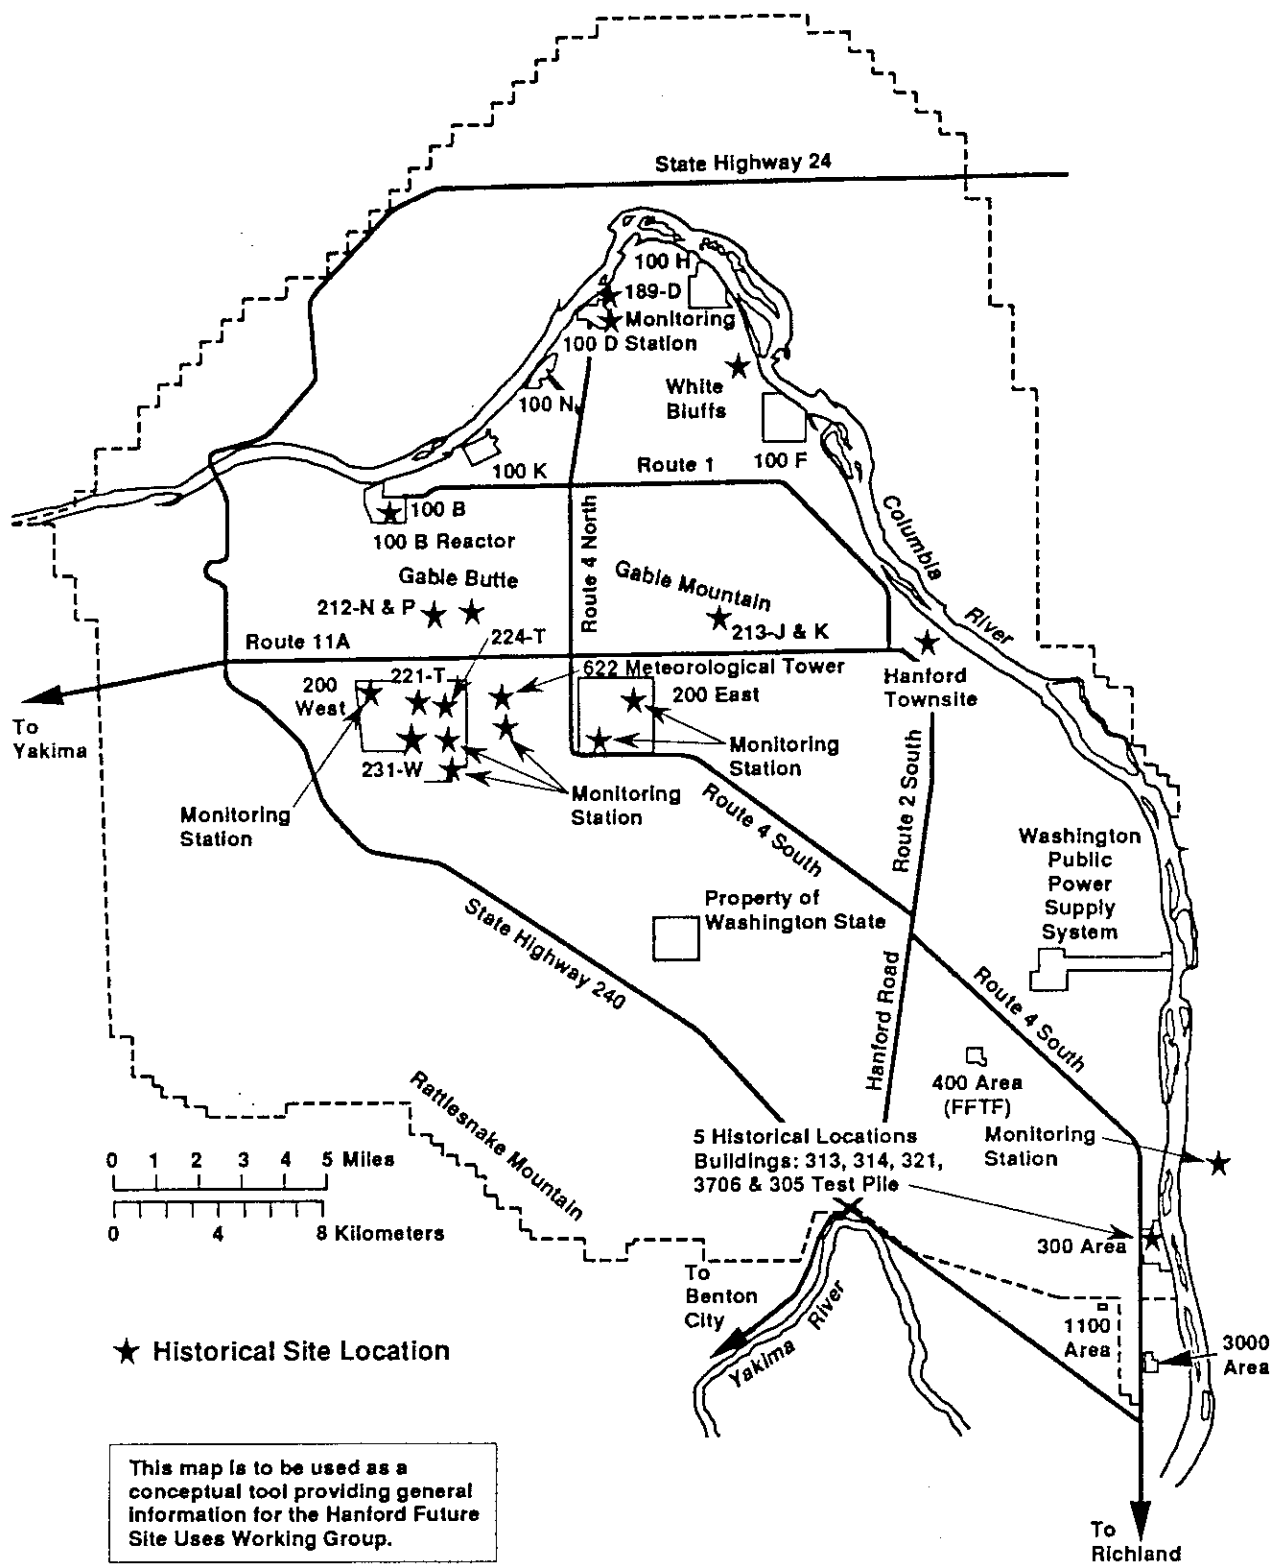 State Highway 24
100 H
189-D
Monitoring
Station
100 D
White
Bluffs
100 N
100 F
100 K
Route 1
100 B
100 B Reactor
Columbia
River
Route 4 North
Gable Butte
Gable Mountain
212-N & P
213-J & K
224-T
Route 11A
622 Meteorological Tower
Hanford
Townsite
221-T
200
West
200 East
To
Yakima
Monitoring
Station
231-W
Monitoring
Station
Monitoring
Station
Route 2 South
Route 4 South
Washington
Public
Power
Supply
System
Property of
Washington State
State Highway 240
Hanford Road
Route 4 South
400 Area
(FFTF)
Rattlesnake Mountain
5 Historical Locations
Buildings: 313, 314, 321,
3706 & 305 Test Pile
Monitoring
Station
0 1 2 3 4 5 Miles
0 4 8 Kilometers
300 Area
To
Benton
City
Yakima
River
1100
Area
3000
Area
Historical Site Location
This map is to be used as a
conceptual tool providing general
information for the Hanford Future
Site Uses Working Group.
To
Richland